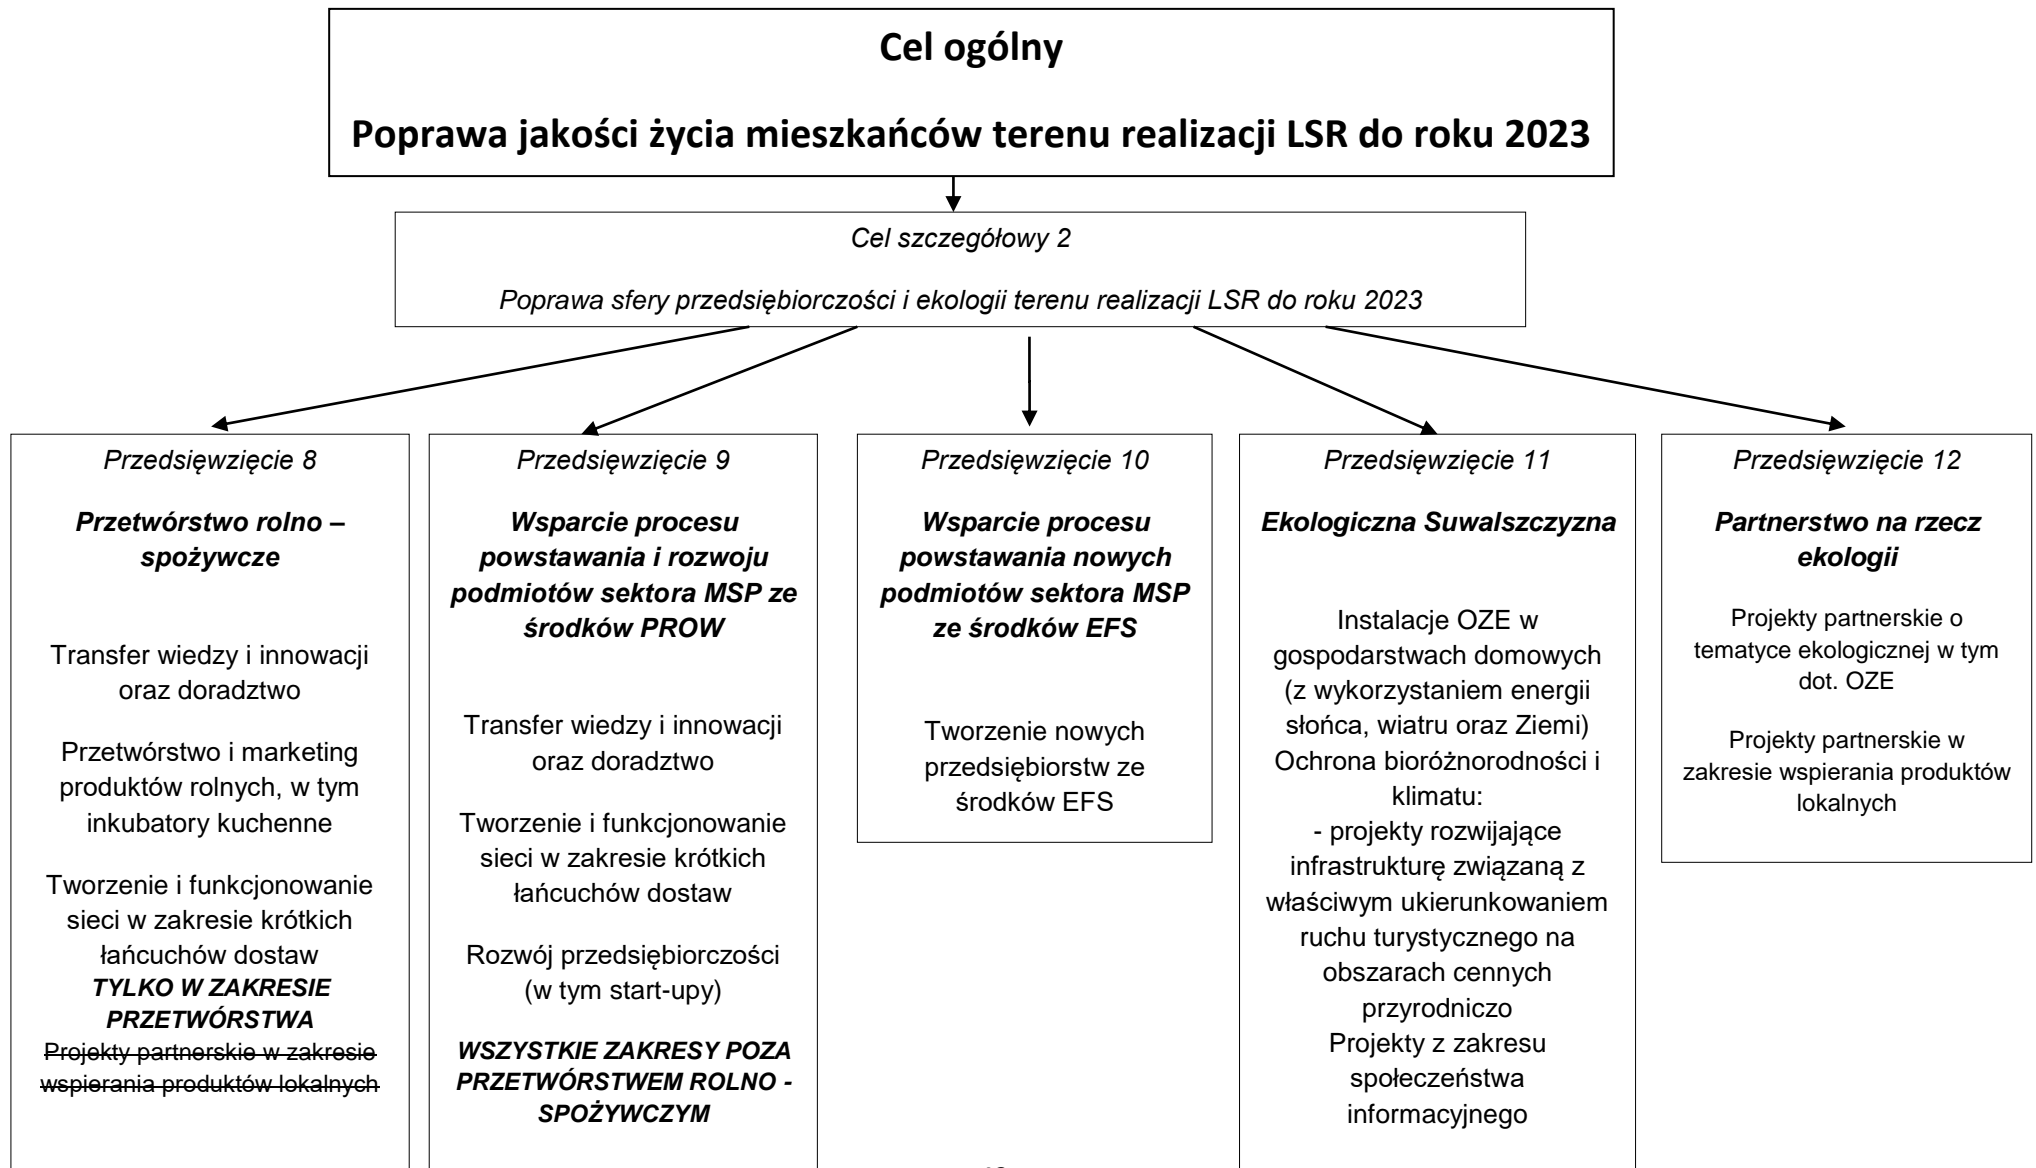 Cel ogólny
Poprawa jakości życia mieszkańców terenu realizacji LSR do roku 2023
Cel szczegółowy 2
Poprawa sfery przedsiębiorczości i ekologii terenu realizacji LSR do roku 2023
Przedsięwzięcie 8
Przetwórstwo rolno –
spożywcze
Transfer wiedzy i innowacji
oraz doradztwo
Przetwórstwo i marketing
produktów rolnych, w tym
inkubatory kuchenne
Tworzenie i funkcjonowanie
sieci w zakresie krótkich
łańcuchów dostaw
TYLKO W ZAKRESIE
PRZETWÓRSTWA
Projekty partnerskie w zakresie
wspierania produktów lokalnych
Przedsięwzięcie 9
Wsparcie procesu
powstawania i rozwoju
podmiotów sektora MSP ze
środków PROW
Transfer wiedzy i innowacji
oraz doradztwo
Tworzenie i funkcjonowanie
sieci w zakresie krótkich
łańcuchów dostaw
Rozwój przedsiębiorczości
(w tym start-upy)
WSZYSTKIE ZAKRESY POZA
PRZETWÓRSTWEM ROLNO -
SPOŻYWCZYM
Przedsięwzięcie 10
Wsparcie procesu
powstawania nowych
podmiotów sektora MSP
ze środków EFS
Tworzenie nowych
przedsiębiorstw ze
środków EFS
Przedsięwzięcie 11
Ekologiczna Suwalszczyzna
Instalacje OZE w
gospodarstwach domowych
(z wykorzystaniem energii
słońca, wiatru oraz Ziemi)
Ochrona bioróżnorodności i
klimatu:
- projekty rozwijające
infrastrukturę związaną z
właściwym ukierunkowaniem
ruchu turystycznego na
obszarach cennych
przyrodniczo
Projekty z zakresu
społeczeństwa
informacyjnego
Przedsięwzięcie 12
Partnerstwo na rzecz
ekologii
Projekty partnerskie o
tematyce ekologicznej w tym
dot. OZE
Projekty partnerskie w
zakresie wspierania produktów
lokalnych